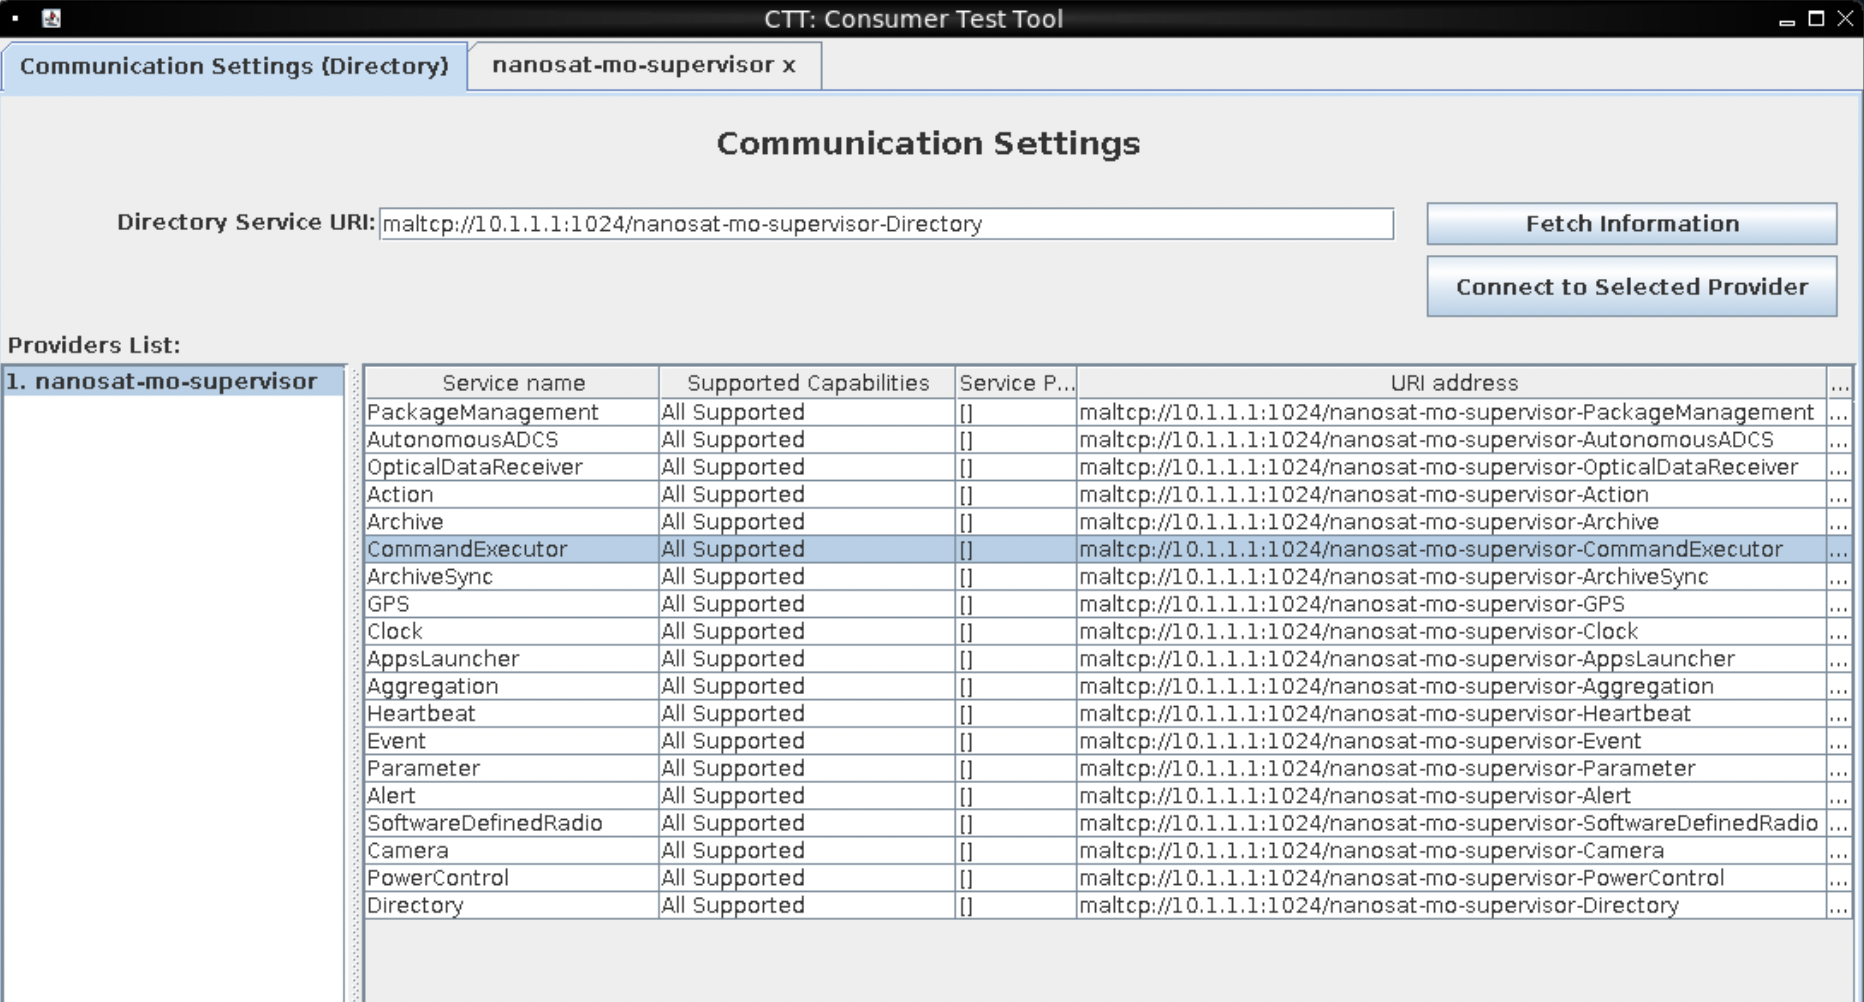 CTT: Consumer Test Tool
Communication Settings (Directory) nanosat-mo-supervisor x
Communication Settings
Directory Service URI: maltcp://10.1.1.1:1024/nanosat-mo-supervisor-Directory Fetch Information
Connect to Selected Provider
Providers List:
1. nanosat-mo-supervisor
Service name Supported Capabilities Service P... URI address ...
PackageManagement All Supported [] maltcp://10.1.1.1:1024/nanosat-mo-supervisor-PackageManagement ...
AutonomousADCS All Supported [] maltcp://10.1.1.1:1024/nanosat-mo-supervisor-AutonomousADCS ...
OpticalDataReceiver All Supported [] maltcp://10.1.1.1:1024/nanosat-mo-supervisor-OpticalDataReceiver ...
Action All Supported [] maltcp://10.1.1.1:1024/nanosat-mo-supervisor-Action ...
Archive All Supported [] maltcp://10.1.1.1:1024/nanosat-mo-supervisor-Archive ...
CommandExecutor All Supported [] maltcp://10.1.1.1:1024/nanosat-mo-supervisor-CommandExecutor ...
ArchiveSync All Supported [] maltcp://10.1.1.1:1024/nanosat-mo-supervisor-ArchiveSync ...
GPS All Supported [] maltcp://10.1.1.1:1024/nanosat-mo-supervisor-GPS ...
Clock All Supported [] maltcp://10.1.1.1:1024/nanosat-mo-supervisor-Clock ...
AppsLauncher All Supported [] maltcp://10.1.1.1:1024/nanosat-mo-supervisor-AppsLauncher ...
Aggregation All Supported [] maltcp://10.1.1.1:1024/nanosat-mo-supervisor-Aggregation ...
Heartbeat All Supported [] maltcp://10.1.1.1:1024/nanosat-mo-supervisor-Heartbeat ...
Event All Supported [] maltcp://10.1.1.1:1024/nanosat-mo-supervisor-Event ...
Parameter All Supported [] maltcp://10.1.1.1:1024/nanosat-mo-supervisor-Parameter ...
Alert All Supported [] maltcp://10.1.1.1:1024/nanosat-mo-supervisor-Alert ...
SoftwareDefinedRadio All Supported [] maltcp://10.1.1.1:1024/nanosat-mo-supervisor-SoftwareDefinedRadio ...
Camera All Supported [] maltcp://10.1.1.1:1024/nanosat-mo-supervisor-Camera ...
PowerControl All Supported [] maltcp://10.1.1.1:1024/nanosat-mo-supervisor-PowerControl ...
Directory All Supported [] maltcp://10.1.1.1:1024/nanosat-mo-supervisor-Directory ...